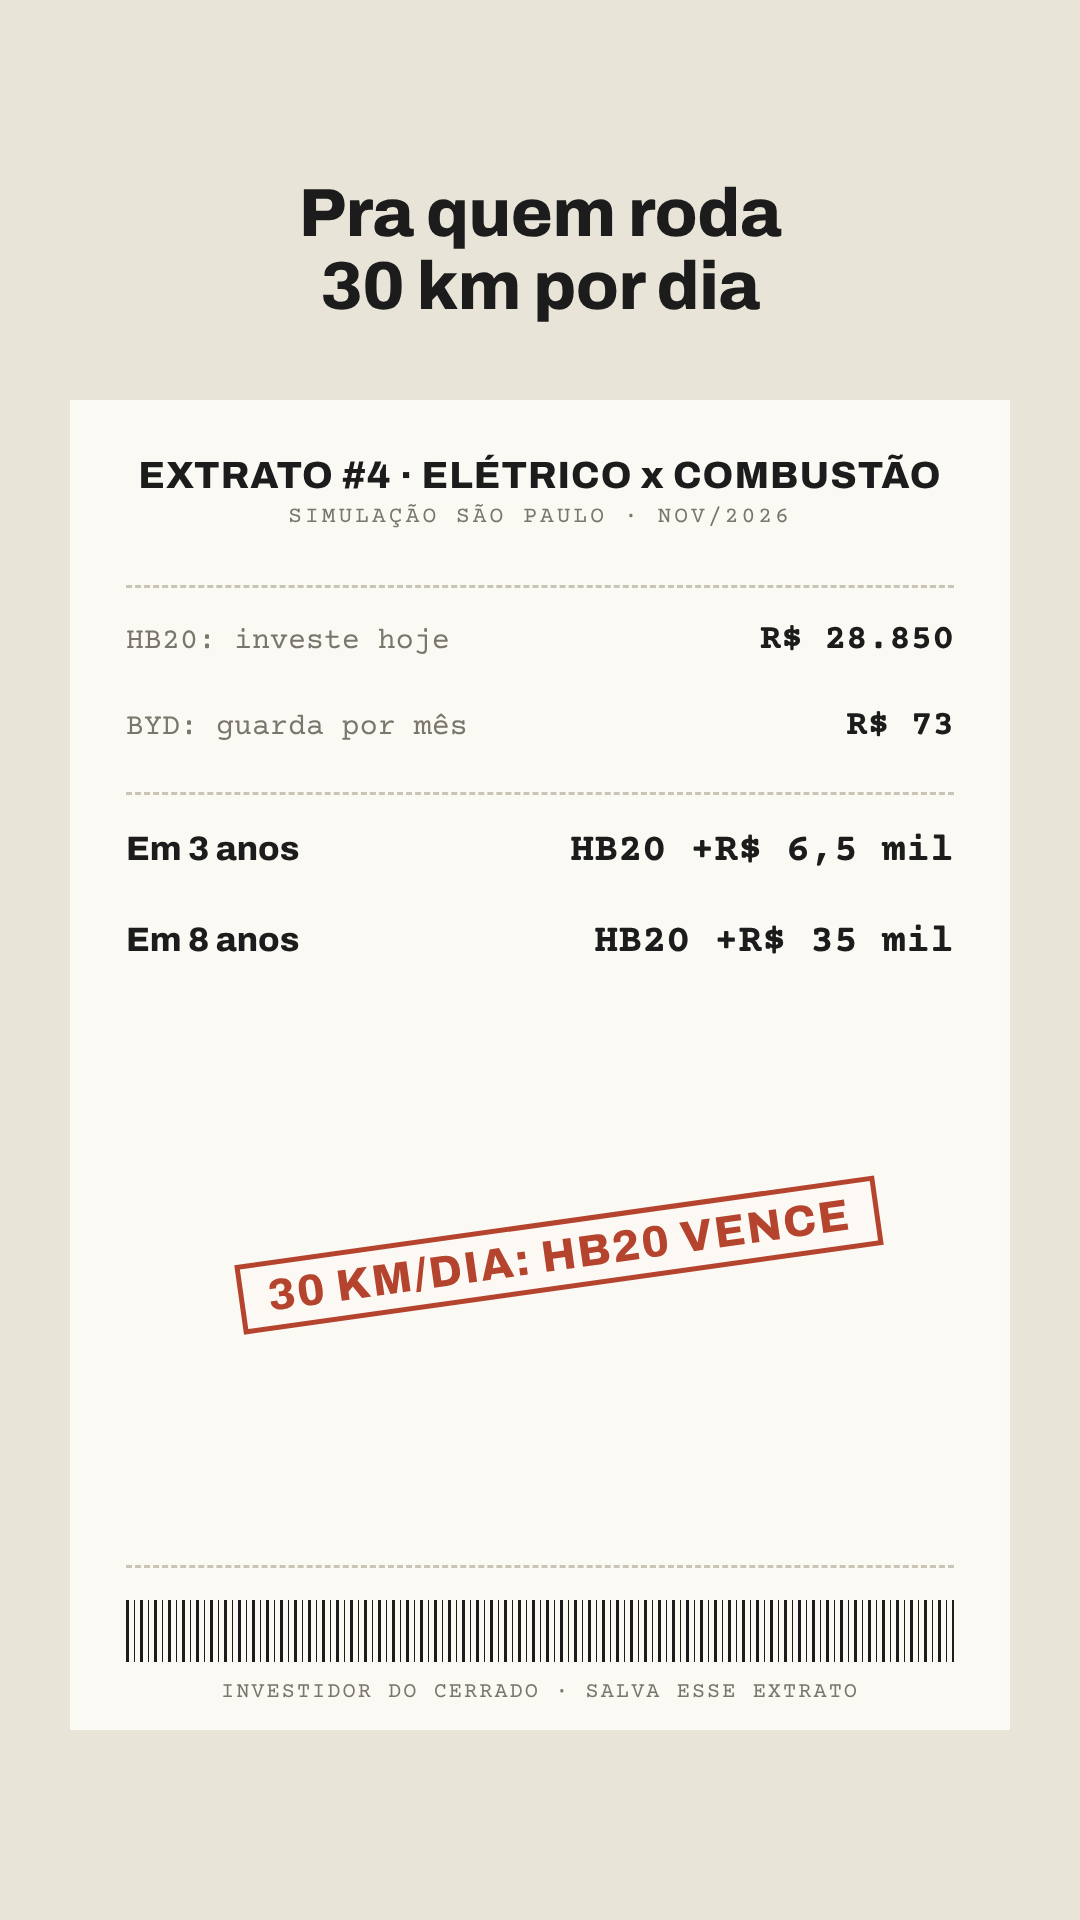 Pra quem roda
30 km por dia
EXTRATO #4 · ELÉTRICO x COMBUSTÃO
SIMULAÇÃO SÃO PAULO · NOV/2026
HB20: investe hoje R$ 28.850
BYD: guarda por mês R$ 73
Em 3 anos HB20 +R$ 6,5 mil
Em 8 anos HB20 +R$ 35 mil
30 KM/DIA: HB20 VENCE
INVESTIDOR DO CERRADO · SALVA ESSE EXTRATO